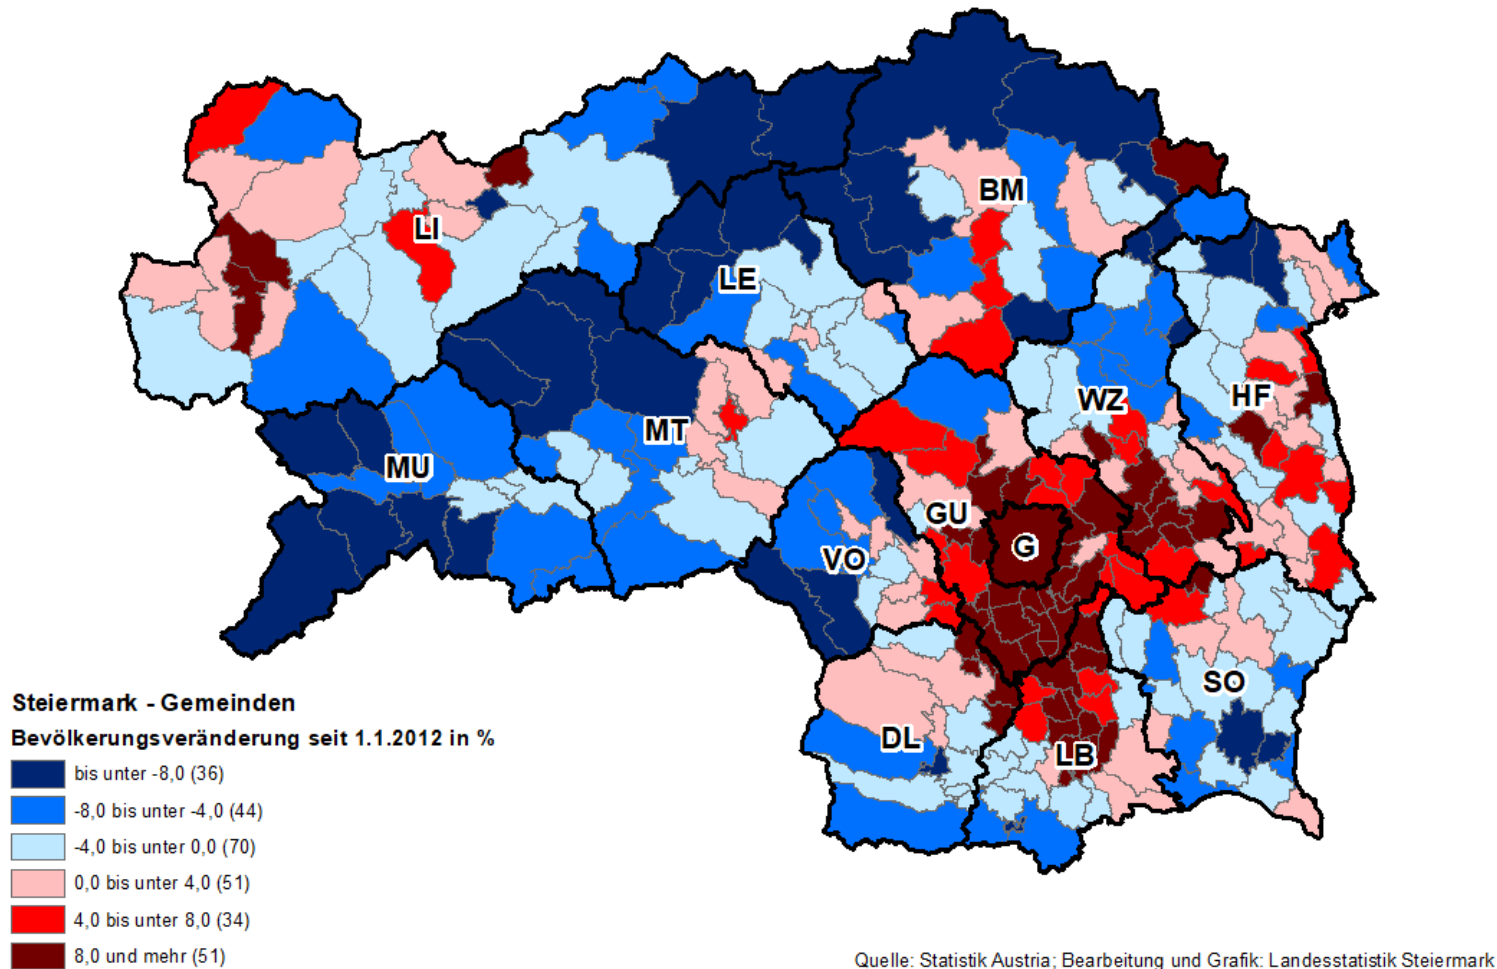 BM
LI
LE
HF
WZ
MT
MU
GU
G
VO
SO
DL
LB
Steiermark - Gemeinden
Bevölkerungsveränderung seit 1.1.2012 in %
bis unter -8,0 (36)
-8,0 bis unter -4,0 (44)
-4,0 bis unter 0,0 (70)
0,0 bis unter 4,0 (51)
4,0 bis unter 8,0 (34)
8,0 und mehr (51)
Quelle: Statistik Austria; Bearbeitung und Grafik: Landesstatistik Steiermark